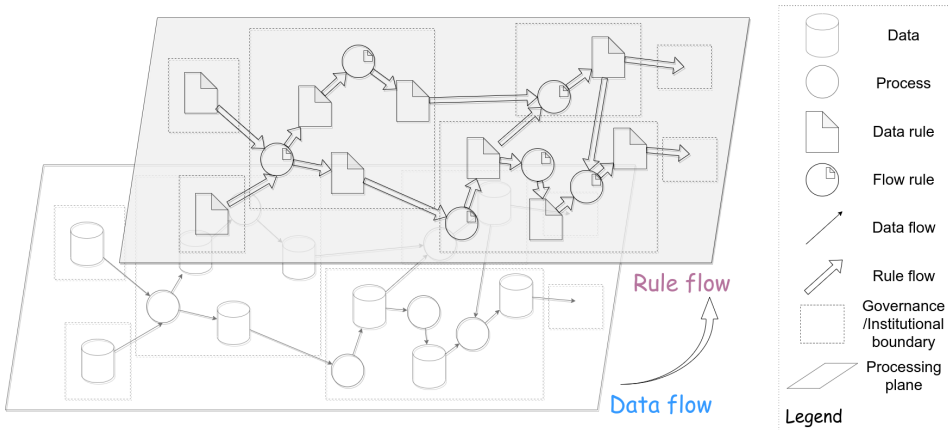 Rule flow
Data flow
Data
Process
Data rule
Flow rule
Data flow
Rule flow
Governance
/Institutional
boundary
Processing
plane
Legend